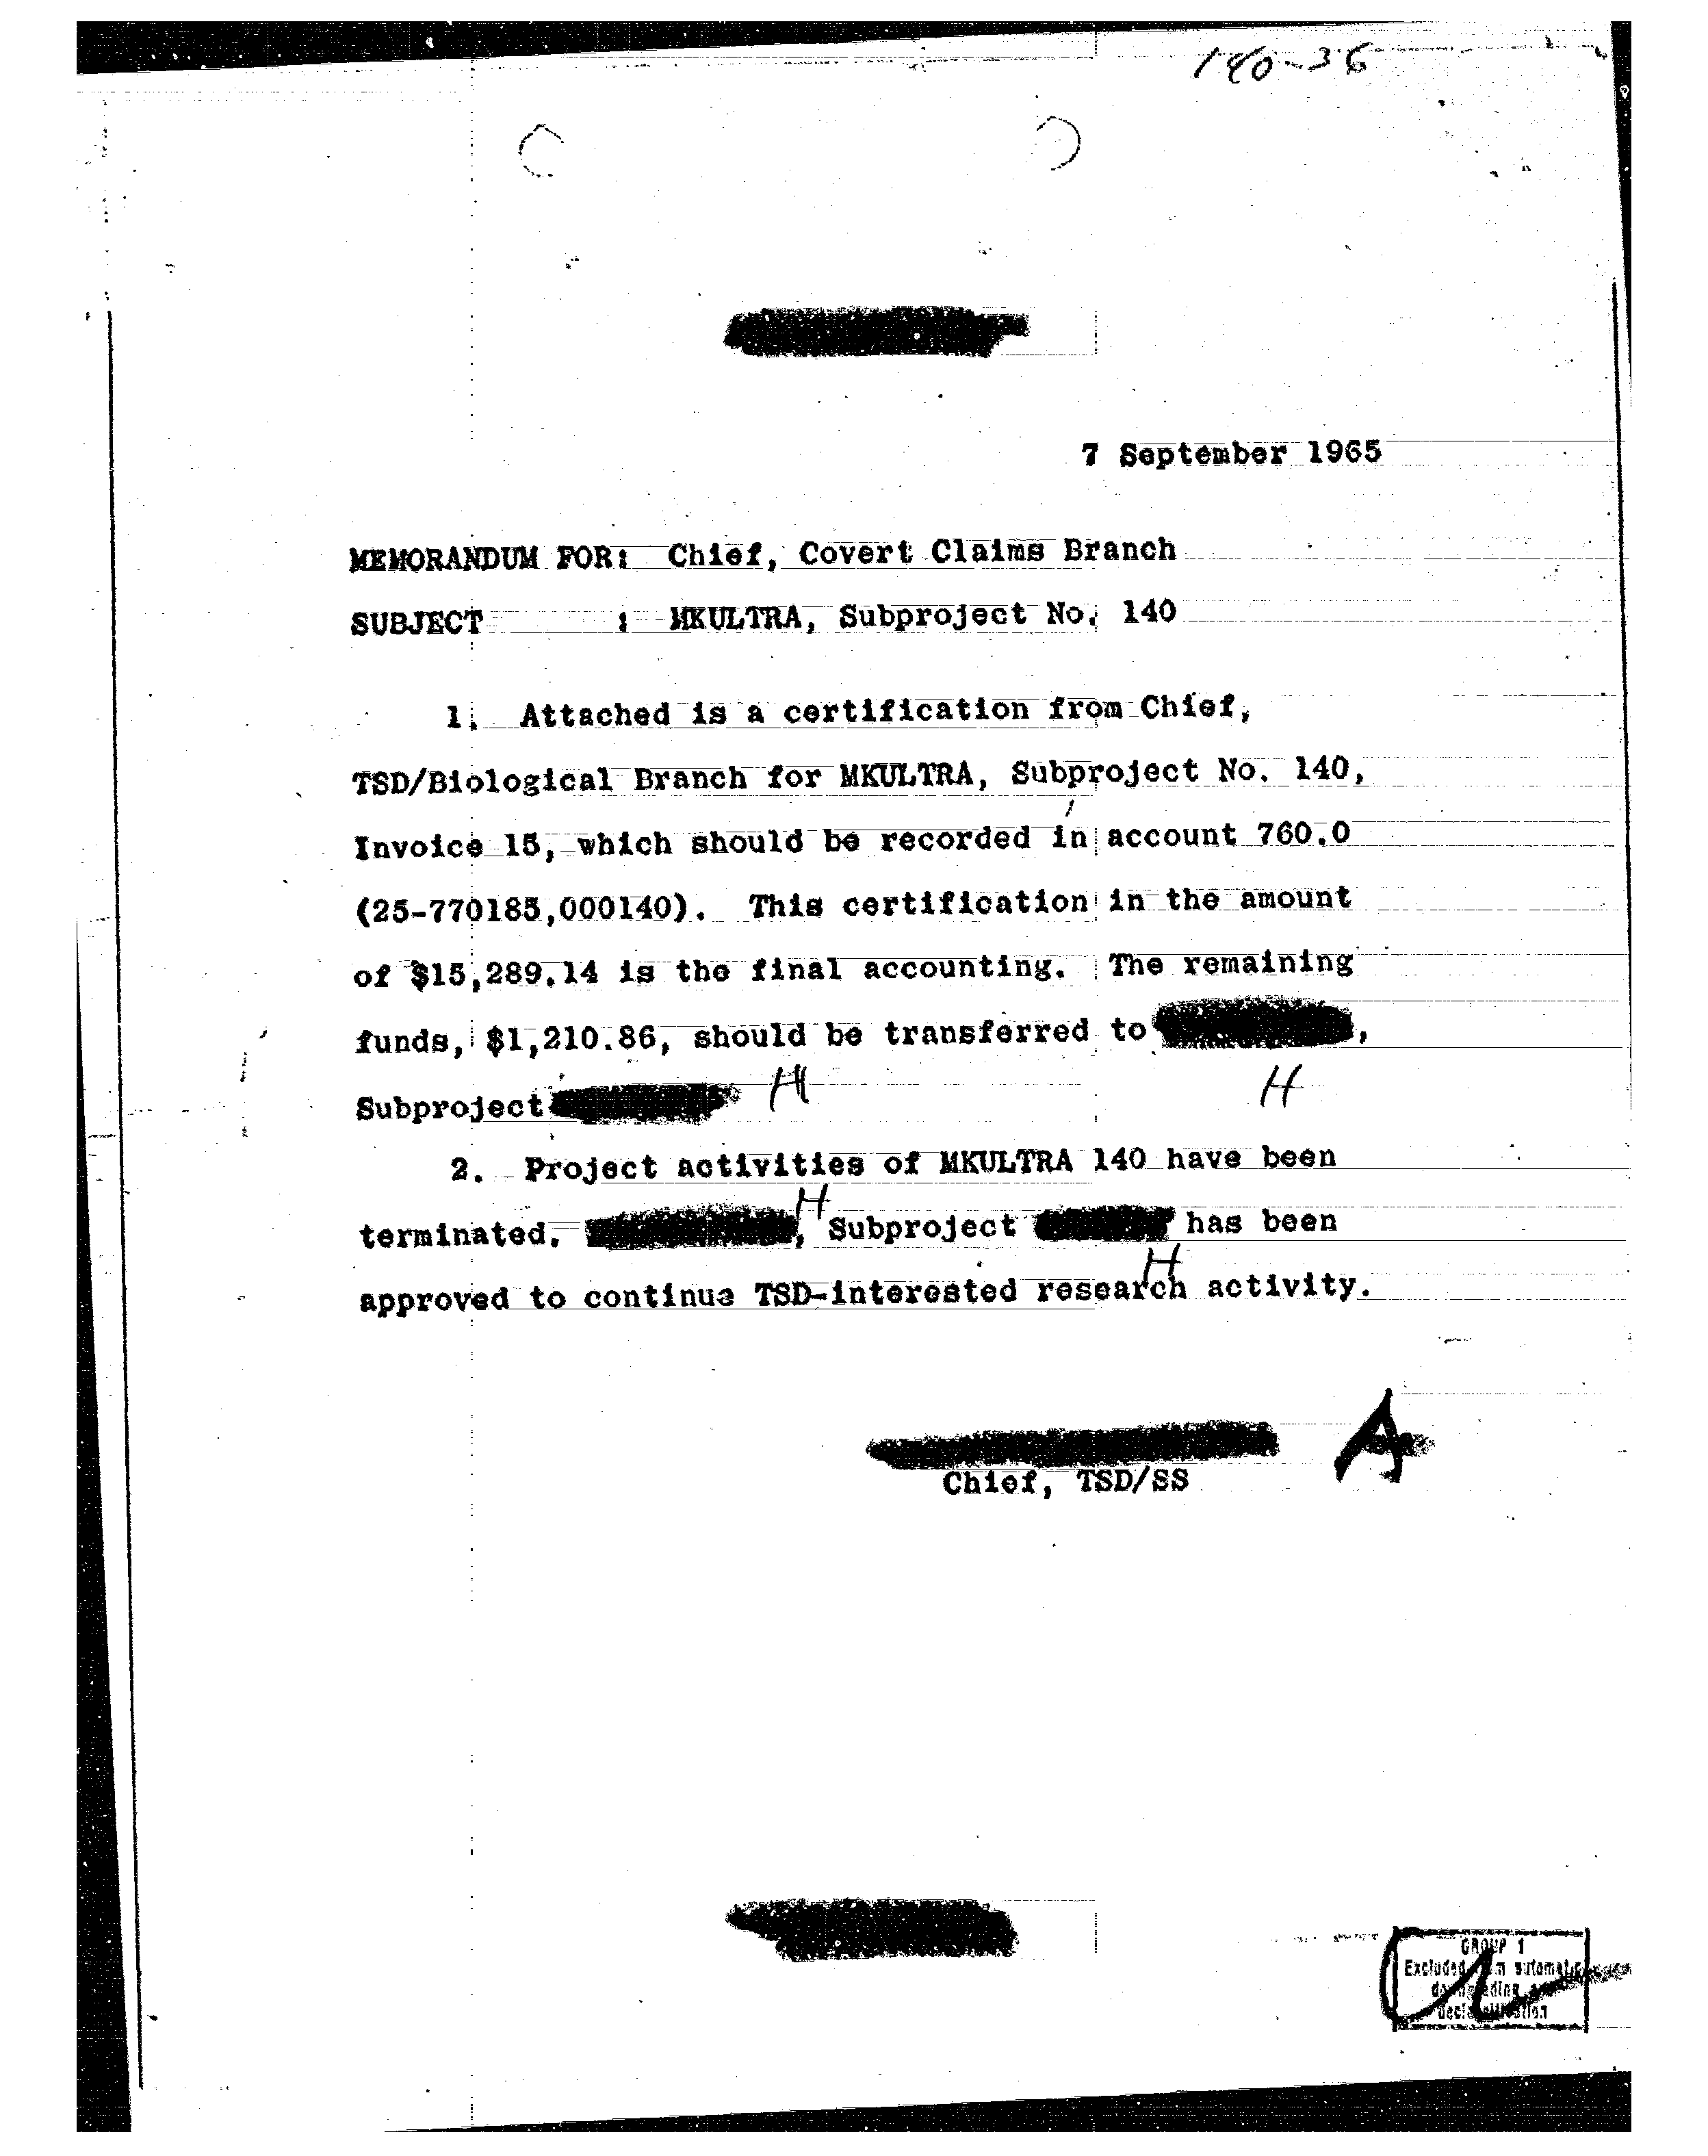 140-36
7 September 1965
MEMORANDUM FOR: Chief, Covert Claims Branch
SUBJECT : MKULTRA, Subproject No. 140
1. Attached is a certification from Chief,
TSD/Biological Branch for MKULTRA, Subproject No. 140,
Invoice 15, which should be recorded in account 760.0
(25-770185,000140). This certification in the amount
of $15,289.14 is the final accounting. The remaining
funds, $1,210.86, should be transferred to ,
Subproject H H
2. Project activities of MKULTRA 140 have been
H
terminated. , Subproject has been
H
approved to continue TSD-interested research activity.
A
Chief, TSD/SS
GROUP 1
Excluded from automatic
downgrading and
declassification